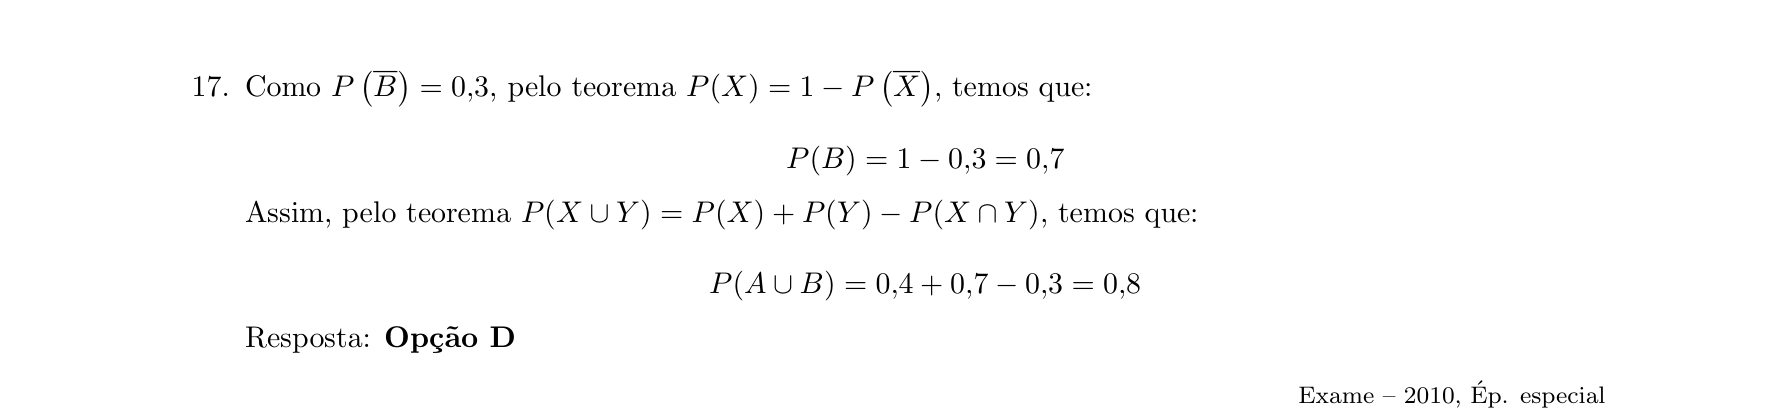 17. Como P(B̅) = 0,3, pelo teorema P(X) = 1 − P(X̅), temos que:
P(B) = 1 − 0,3 = 0,7
Assim, pelo teorema P(X ∪ Y) = P(X) + P(Y) − P(X ∩ Y), temos que:
P(A ∪ B) = 0,4 + 0,7 − 0,3 = 0,8
Resposta: Opção D
Exame – 2010, Ép. especial